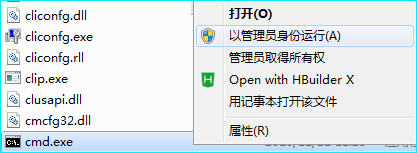 cliconfg.dll
cliconfg.exe
cliconfg.rll
clip.exe
clusapi.dll
cmcfg32.dll
cmd.exe
打开(O)
以管理员身份运行(A)
管理员取得所有权
Open with HBuilder X
用记事本打开该文件
属性(R)